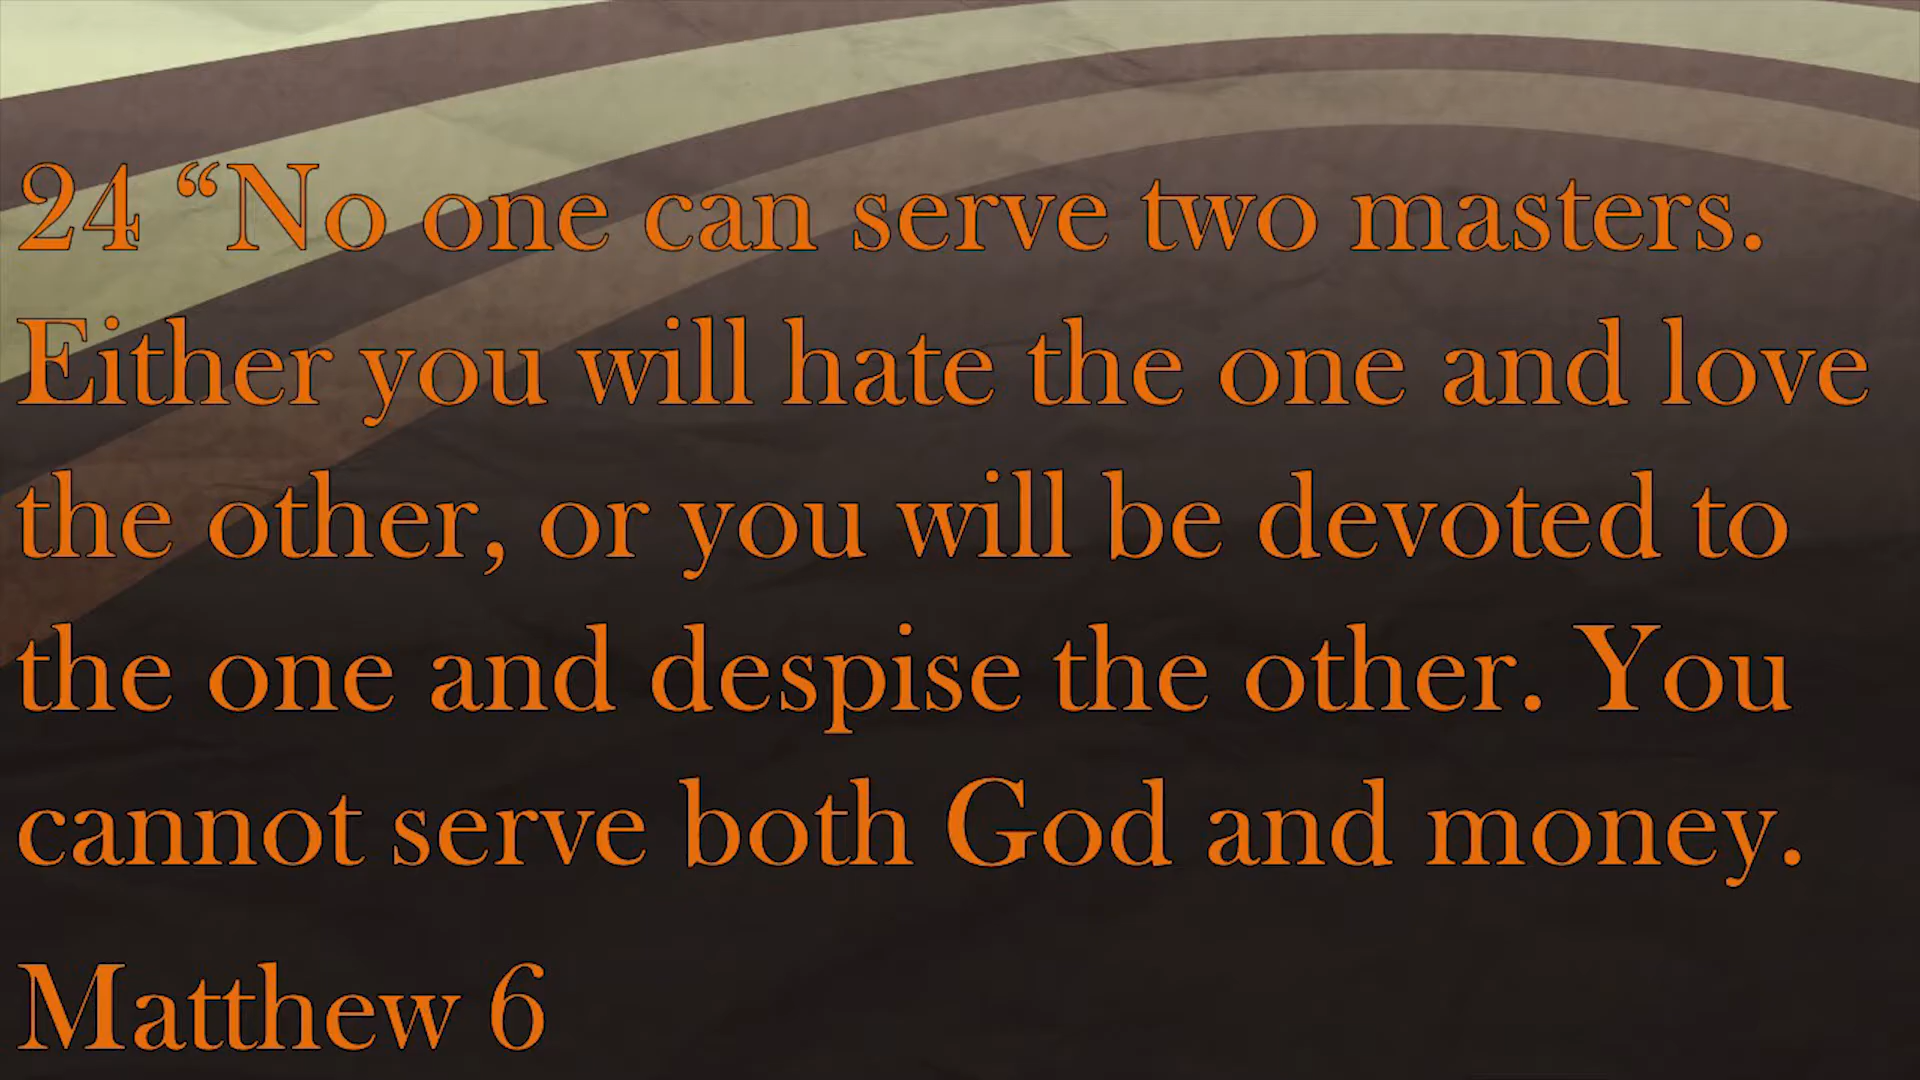 24 “No one can serve two masters.
Either you will hate the one and love
the other, or you will be devoted to
the one and despise the other. You
cannot serve both God and money.
Matthew 6